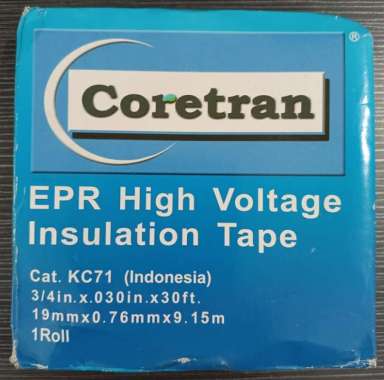 ®
Coretran
EPR High Voltage
Insulation Tape
Cat. KC71 (Indonesia)
3/4in.x.030in.x30ft.
19mmx0.76mmx9.15m
1Roll